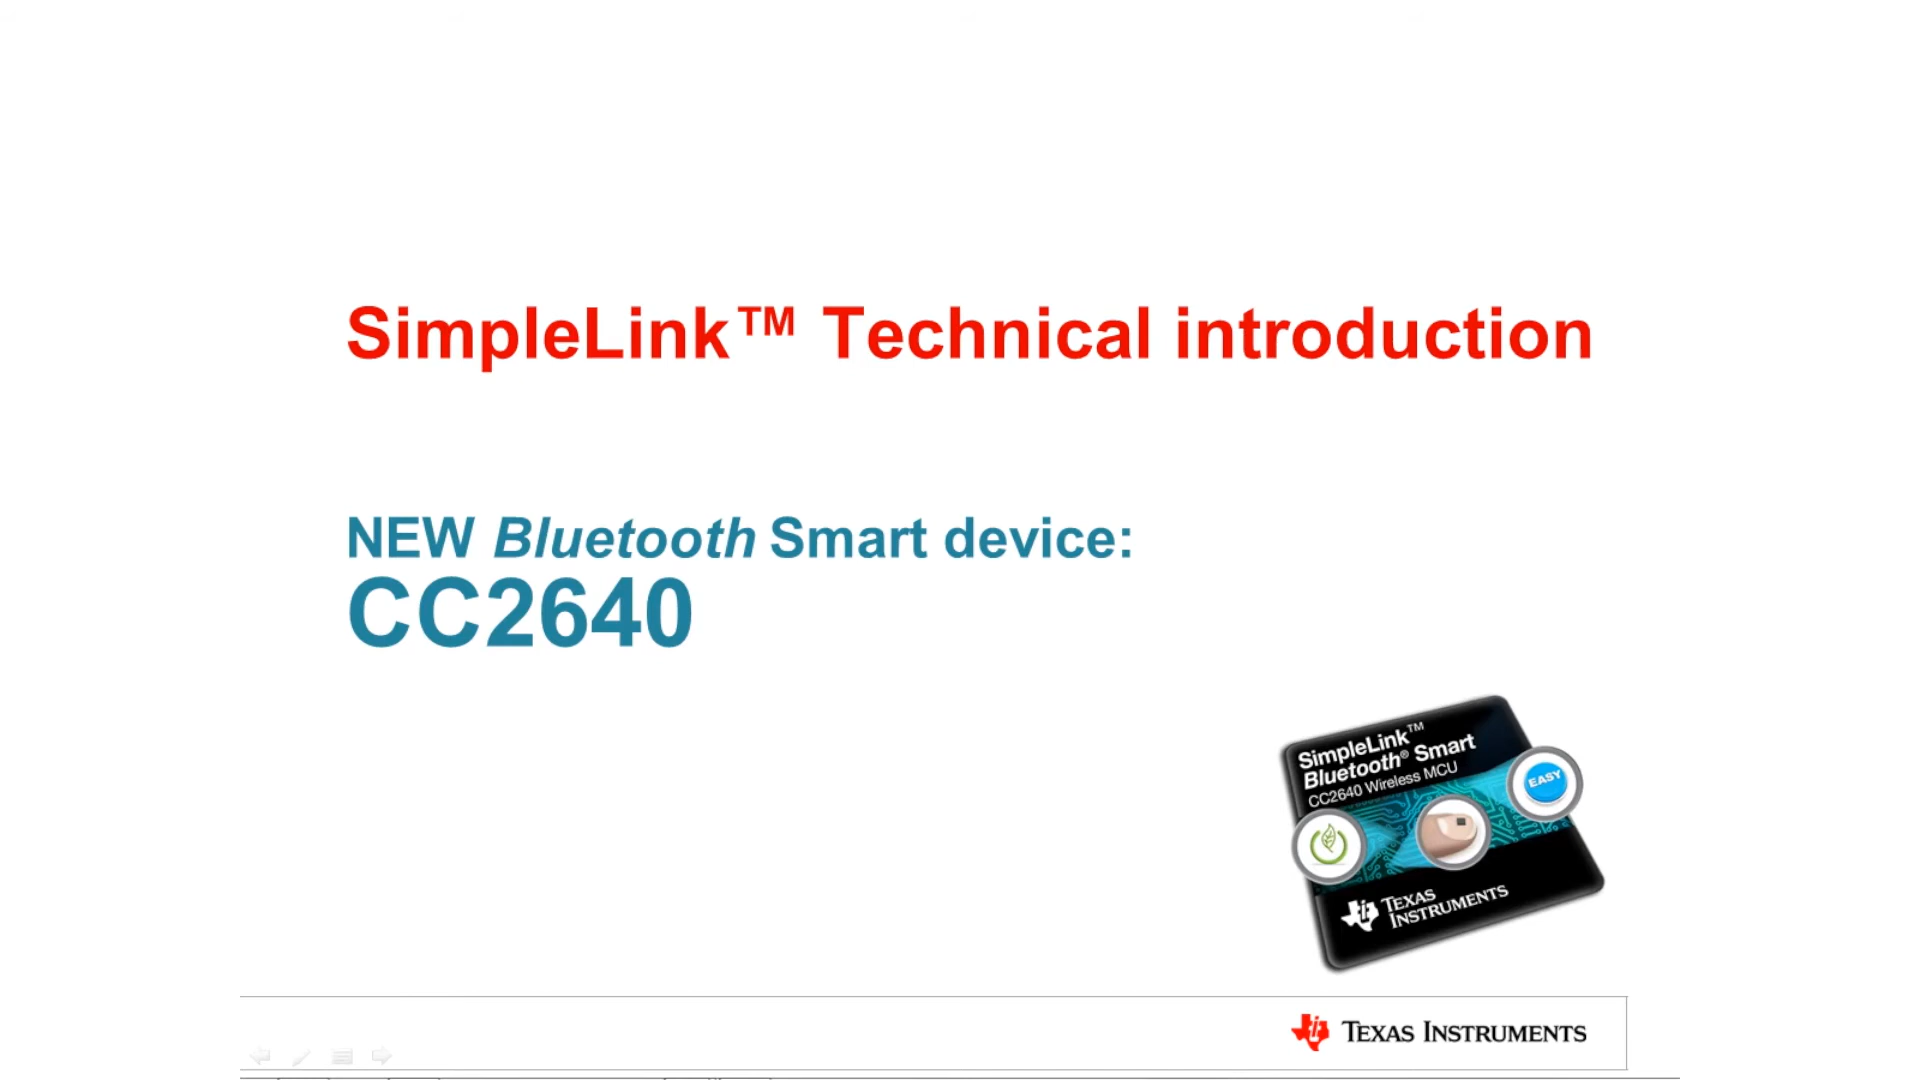 SimpleLink™ Technical introduction
NEW Bluetooth Smart device:
CC2640
SimpleLink™
Bluetooth® Smart
CC2640 Wireless MCU
EASY
TEXAS
INSTRUMENTS
TEXAS INSTRUMENTS